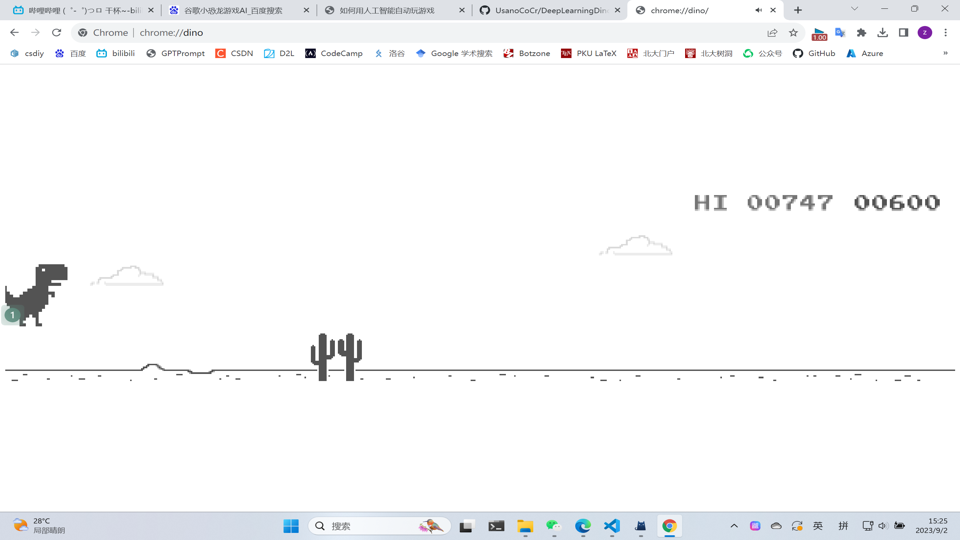 哔哩哔哩 (゜-゜)つロ 干杯~-bili
谷歌小恐龙游戏AI_百度搜索
如何用人工智能自动玩游戏
UsanoCoCr/DeepLearningDin
chrome://dino/
Chrome | chrome://dino
1.00
z
csdiy
百度
bilibili
GPTPrompt
CSDN
D2L
CodeCamp
洛谷
Google 学术搜索
Botzone
PKU LaTeX
北大门户
北大树洞
公众号
GitHub
Azure
»
HI 00747 00600
1
28°C
局部晴朗
搜索
英
拼
15:25
2023/9/2